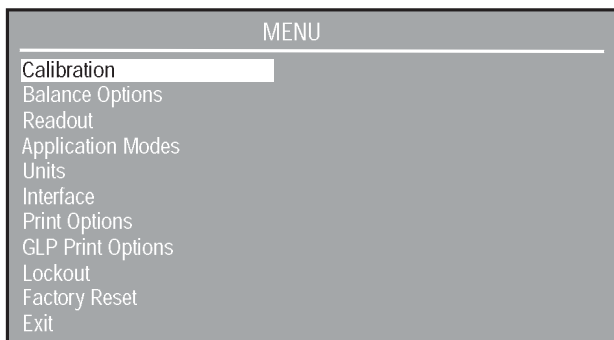 MENU
Calibration
Balance Options
Readout
Application Modes
Units
Interface
Print Options
GLP Print Options
Lockout
Factory Reset
Exit